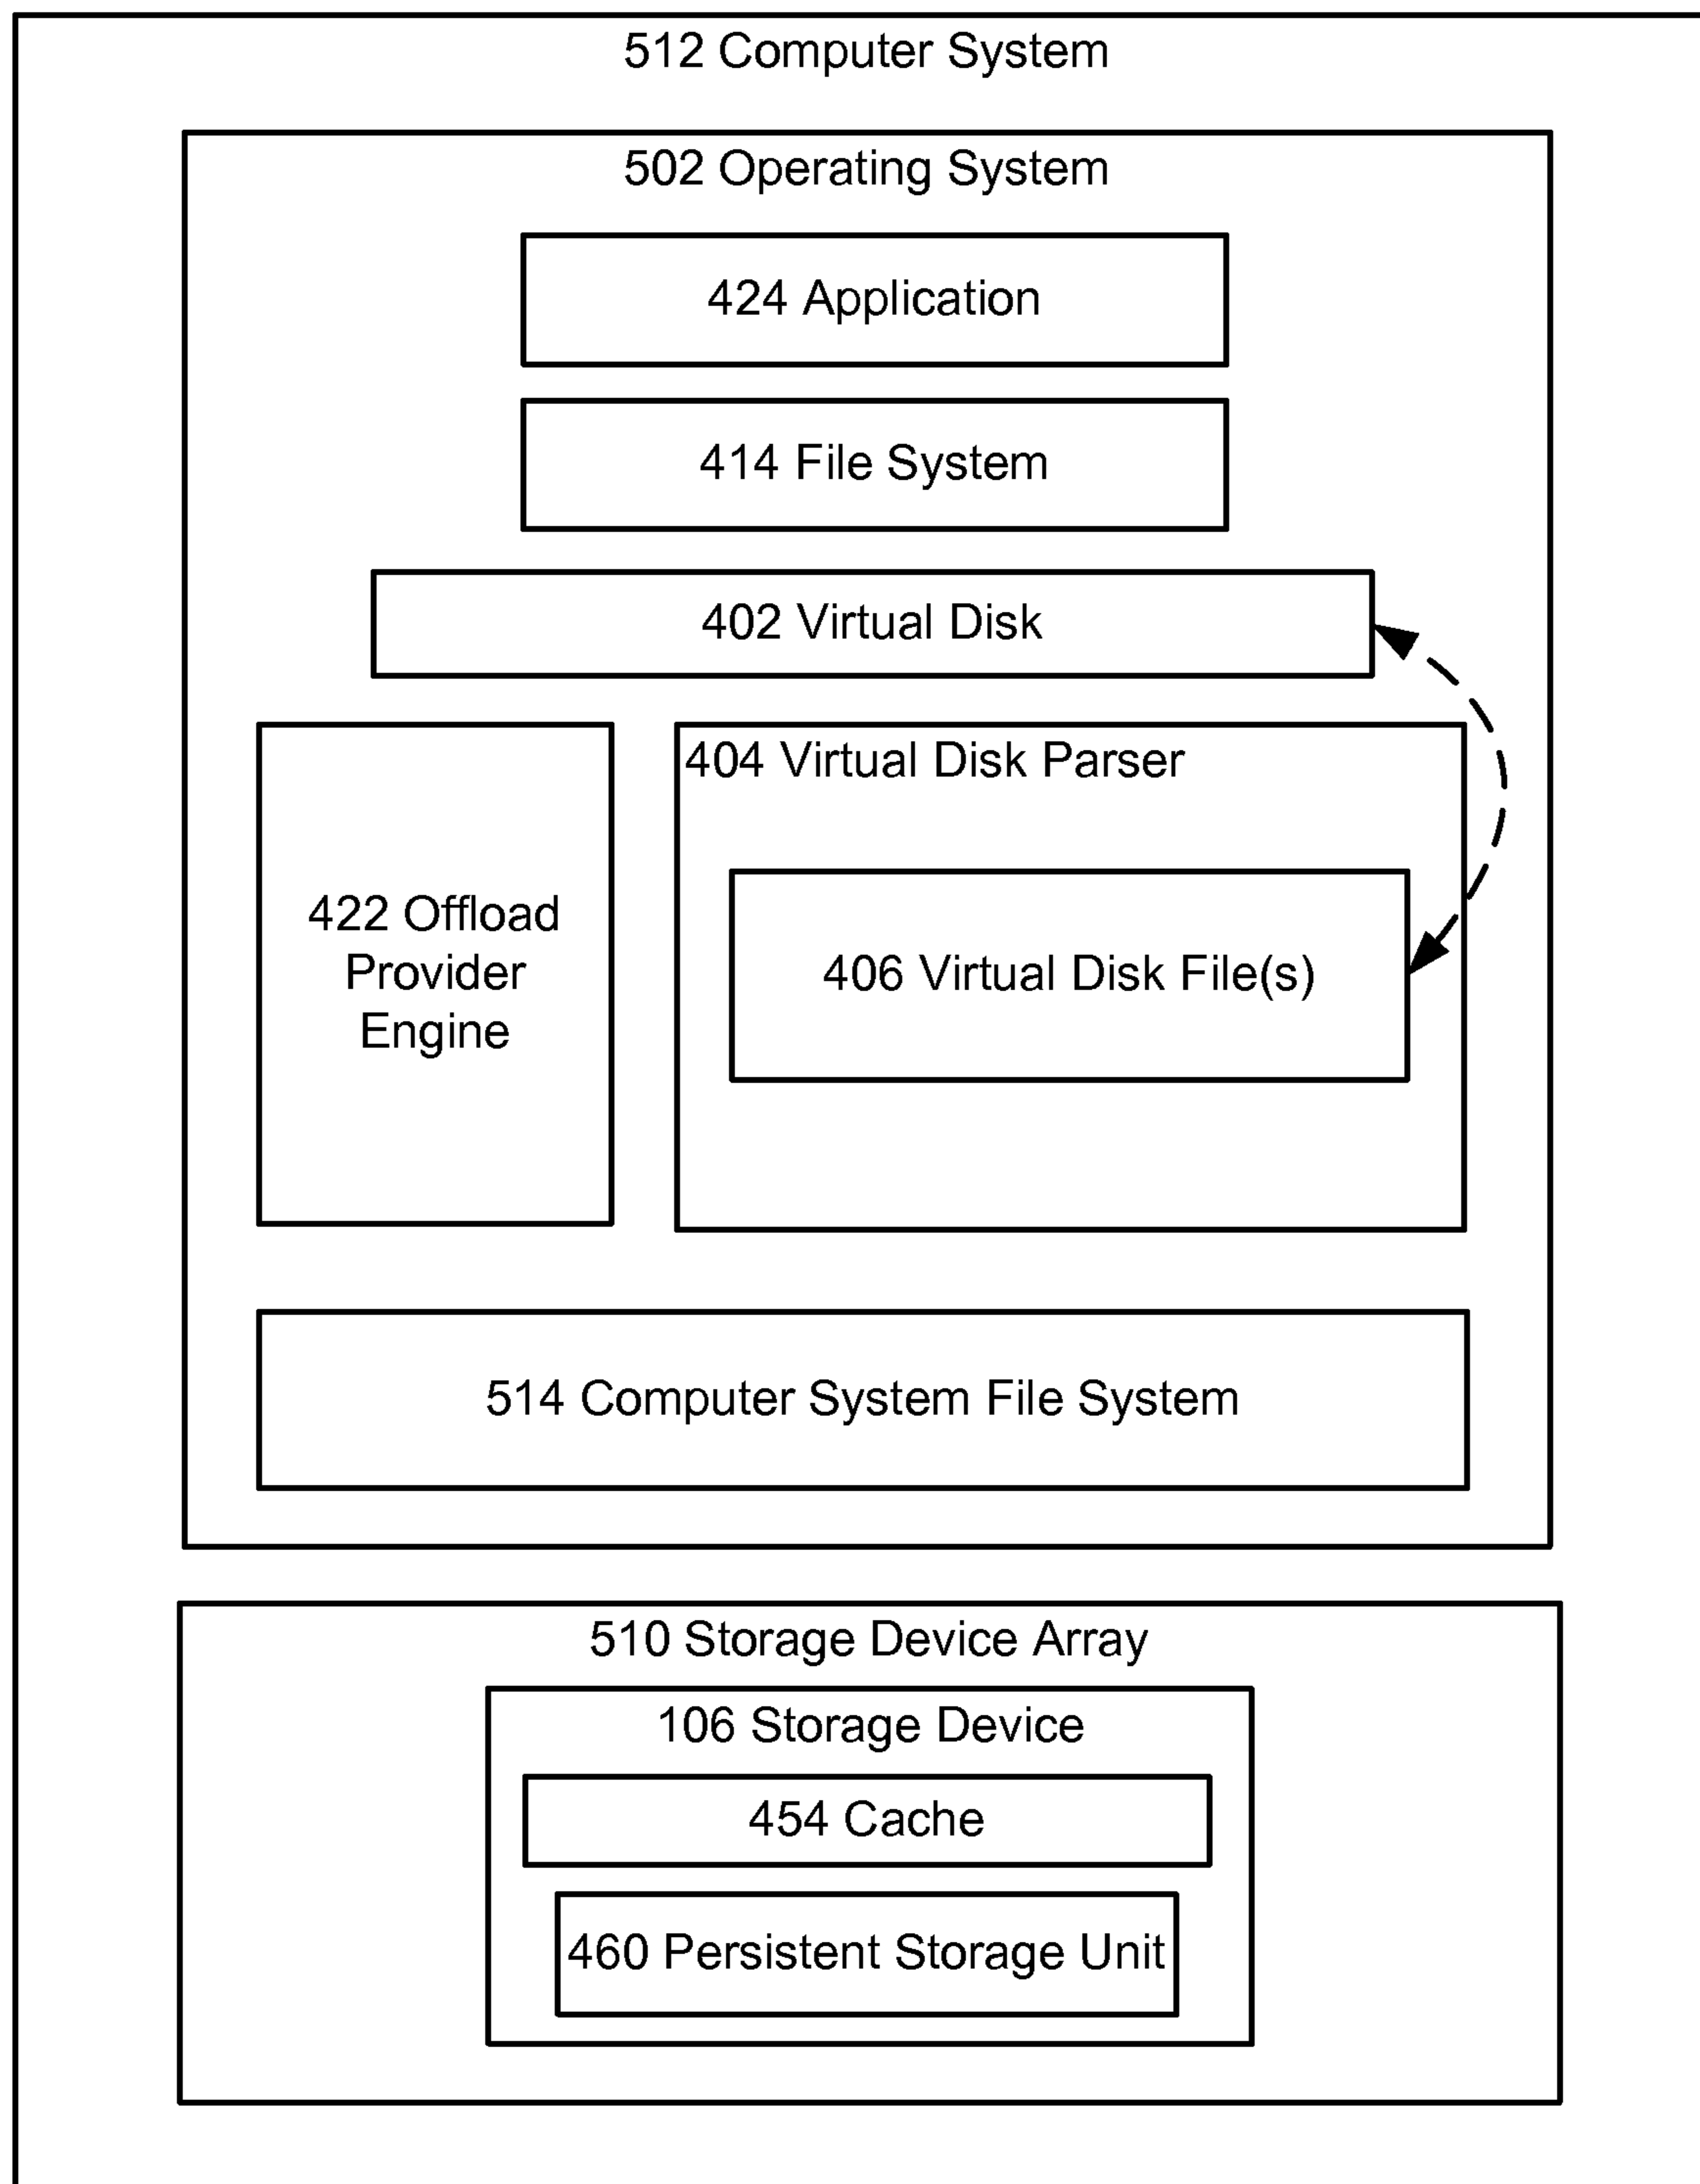 512 Computer System
502 Operating System
424 Application
414 File System
402 Virtual Disk
404 Virtual Disk Parser
422 Offload
Provider
Engine
406 Virtual Disk File(s)
514 Computer System File System
510 Storage Device Array
106 Storage Device
454 Cache
460 Persistent Storage Unit